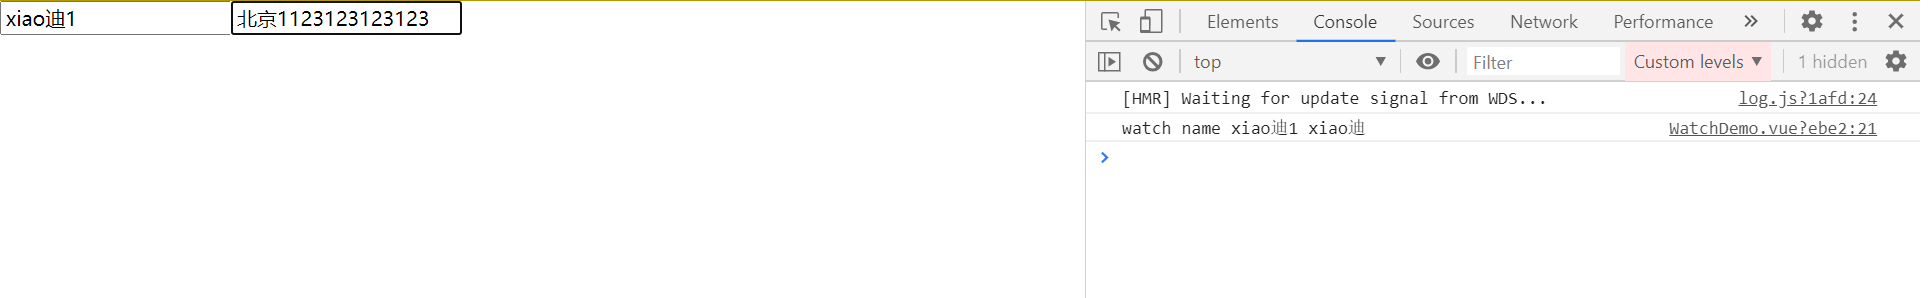 xiao迪1 北京1123123123123
Elements Console Sources Network Performance
top Filter Custom levels 1 hidden
[HMR] Waiting for update signal from WDS... log.js?1afd:24
watch name xiao迪1 xiao迪 WatchDemo.vue?ebe2:21